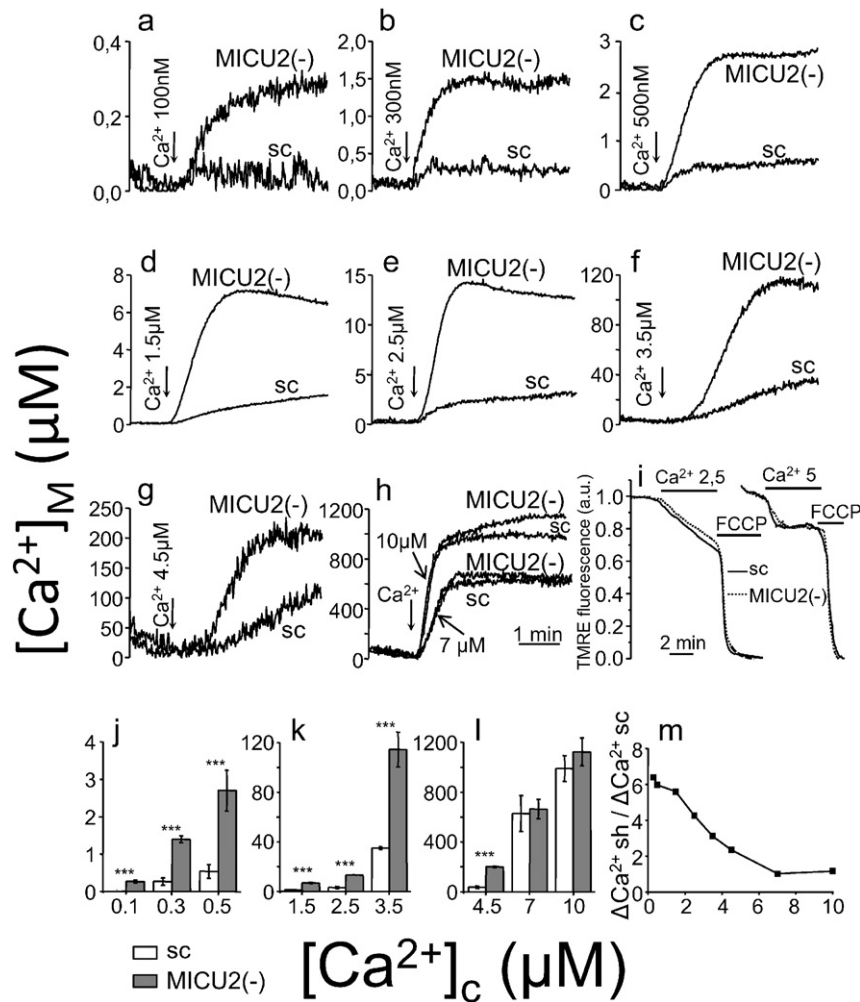 a
b
c
0,4
0,2
0,0
Ca²⁺ 100nM
MICU2(-)
sc
2,0
1,5
1,0
0,5
0,0
Ca²⁺ 300nM
MICU2(-)
sc
3
2
1
0
Ca²⁺ 500nM
MICU2(-)
sc
d
e
f
8
6
4
2
0
Ca²⁺ 1.5µM
MICU2(-)
sc
15
10
5
0
Ca²⁺ 2.5µM
MICU2(-)
sc
120
80
40
0
Ca²⁺ 3.5µM
MICU2(-)
sc
[Ca²⁺]M (µM)
g
h
i
250
200
150
100
50
0
Ca²⁺ 4.5µM
MICU2(-)
sc
1200
800
400
0
MICU2(-)
sc
10µM
MICU2(-)
Ca²⁺
sc
7 µM
1 min
TMRE fluorescence (a.u.)
1.0
0.8
0.6
0.4
0.2
0.0
Ca²⁺ 2,5
Ca²⁺ 5
FCCP
FCCP
sc
MICU2(-)
2 min
j
k
l
m
4
3
2
1
0
***
***
***
0.1
0.3
0.5
120
80
40
0
***
***
***
1.5
2.5
3.5
1200
800
400
0
***
4.5
7
10
ΔCa²⁺ sh / ΔCa²⁺ sc
8
6
4
2
0
0
2
4
6
8
10
sc
MICU2(-)
[Ca²⁺]c (µM)